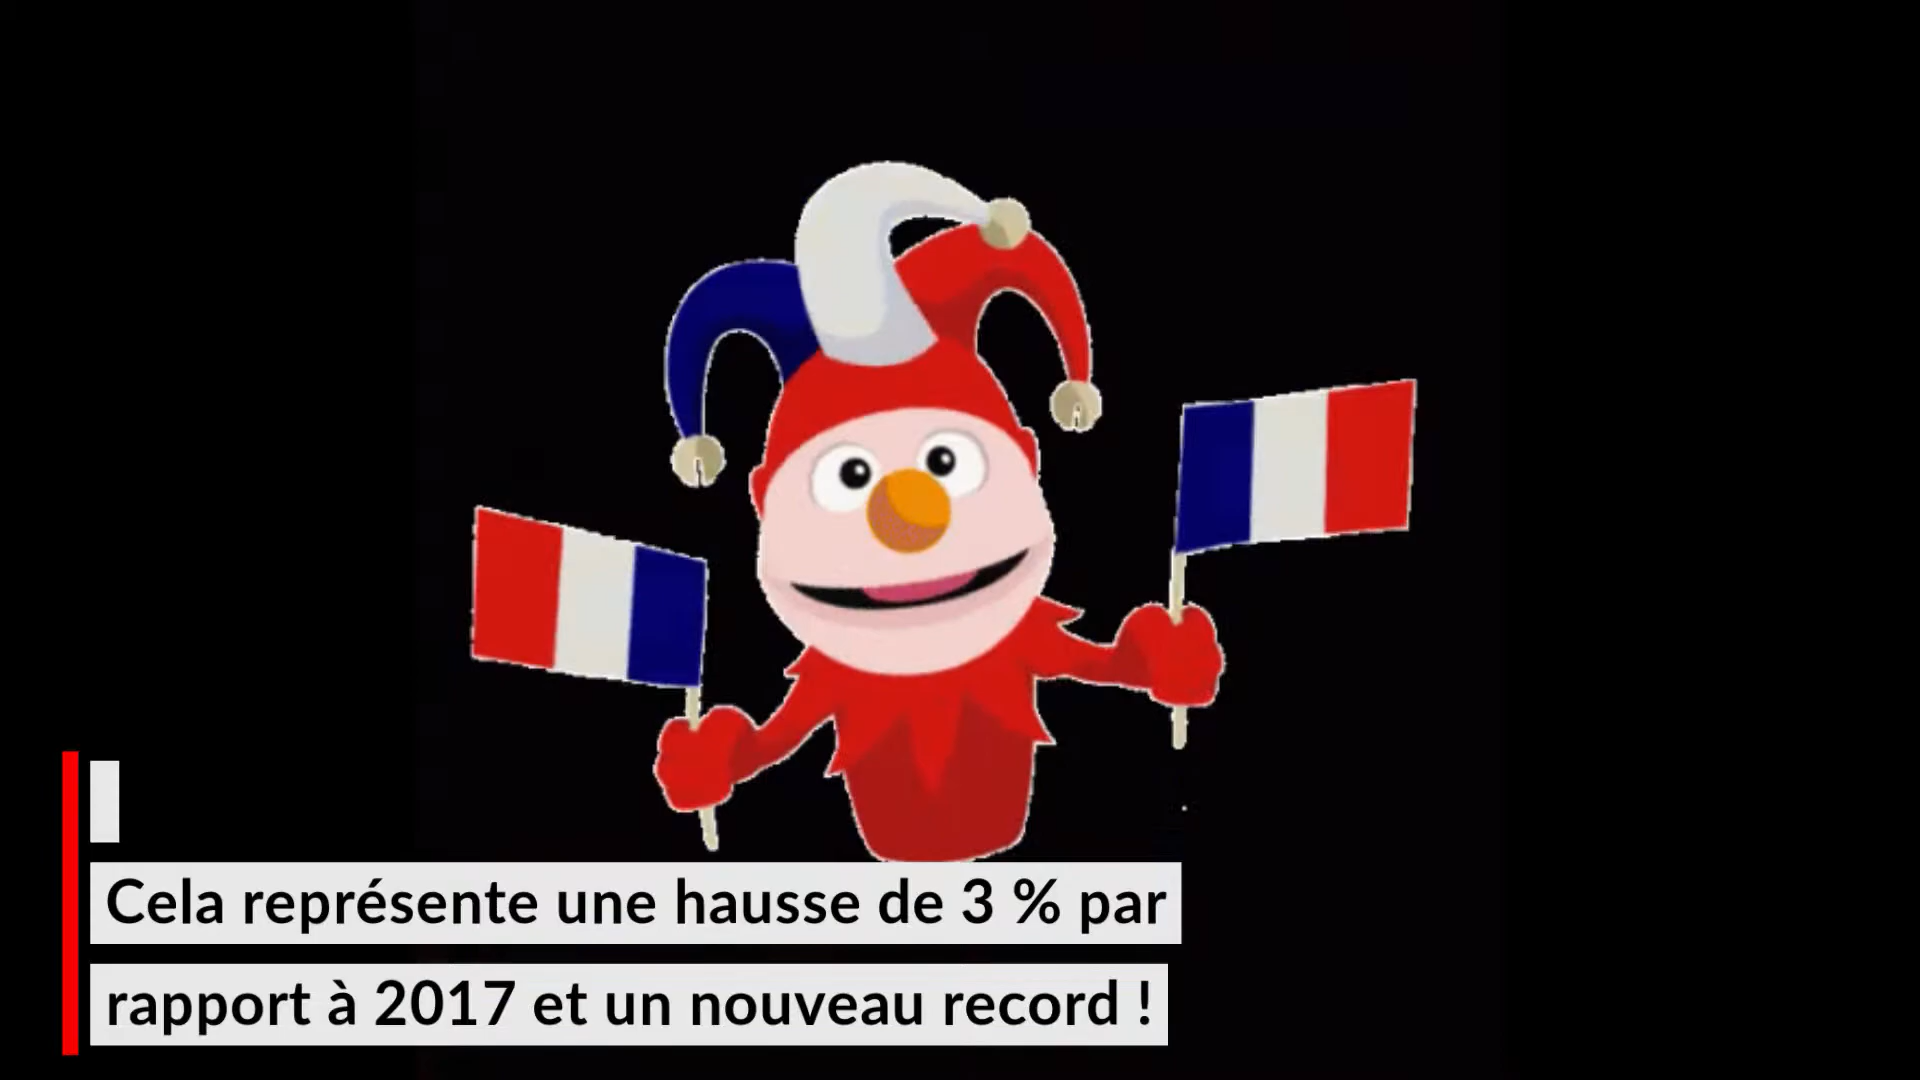 Cela représente une hausse de 3 % par
rapport à 2017 et un nouveau record !